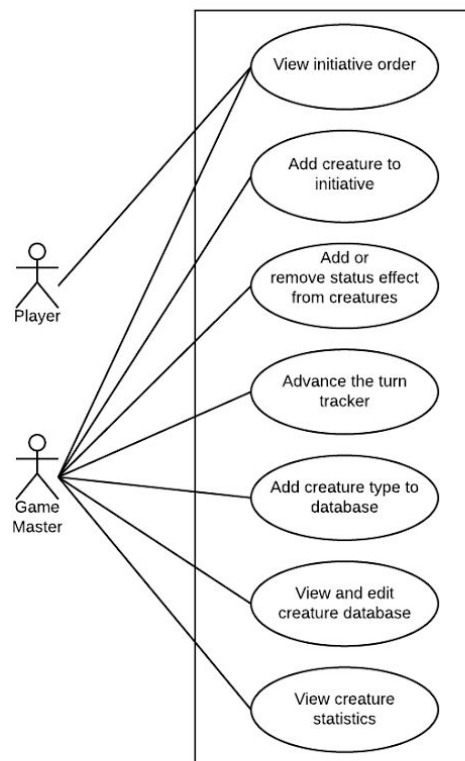 View initiative order
Add creature to
initiative
Add or
remove status effect
from creatures
Player
Advance the turn
tracker
Game
Master
Add creature type to
database
View and edit
creature database
View creature
statistics